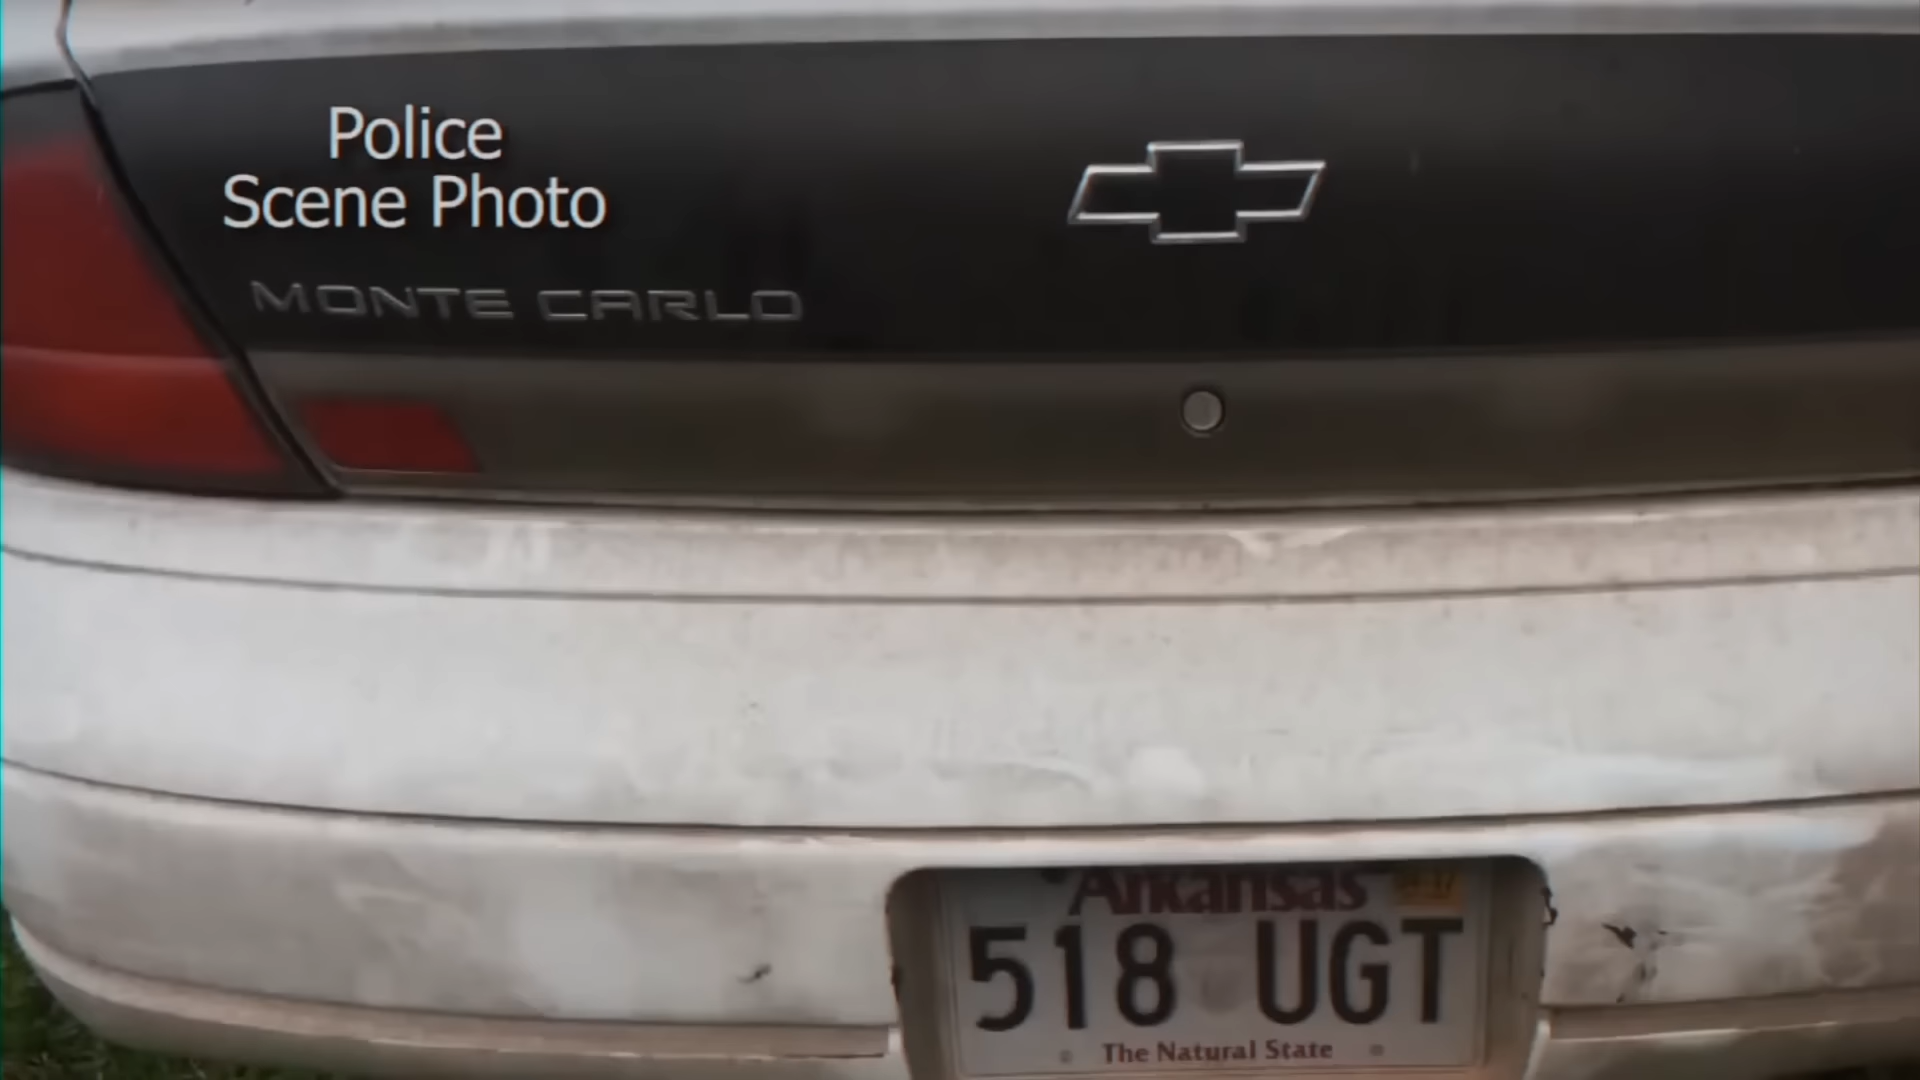 Police
Scene Photo
MONTE CARLO
Arkansas
518 UGT
The Natural State